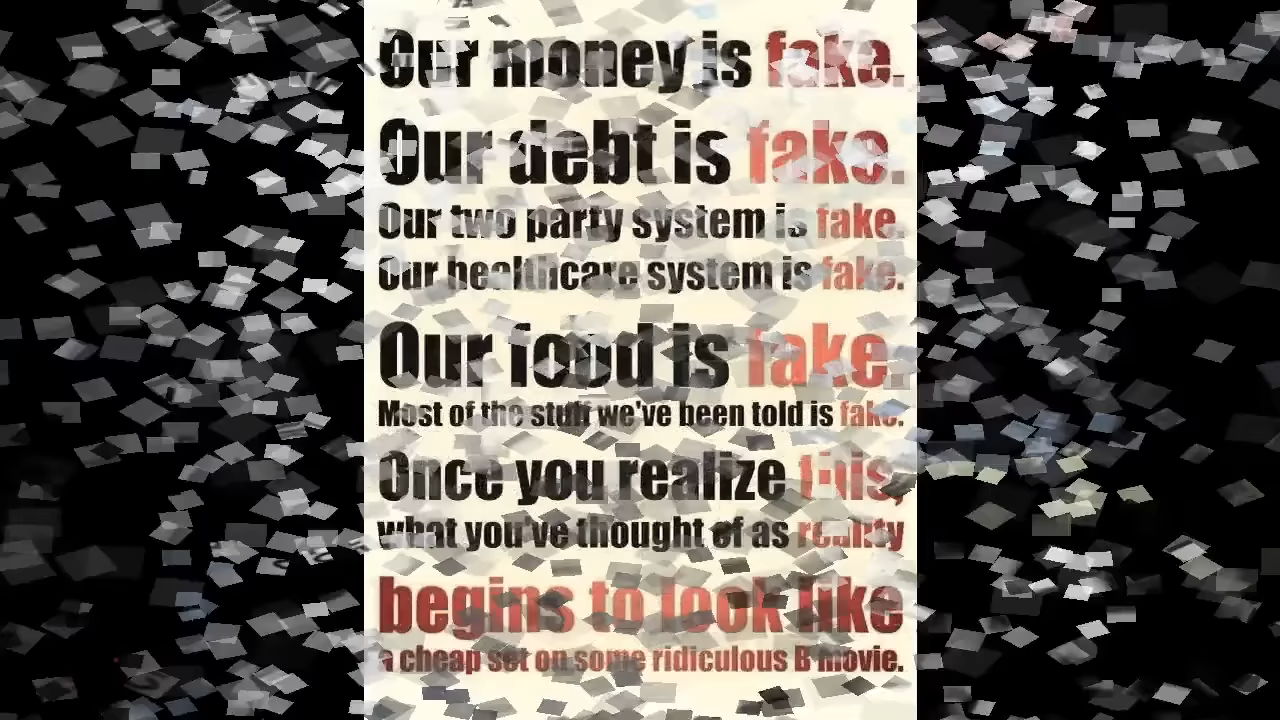 Our money is fake.
Our debt is fake.
Our two party system is fake.
Our healthcare system is fake.
Our food is fake.
Most of the stuff we've been told is fake.
Once you realize this,
what you've thought of as reality
begins to look like
a cheap set on some ridiculous B movie.